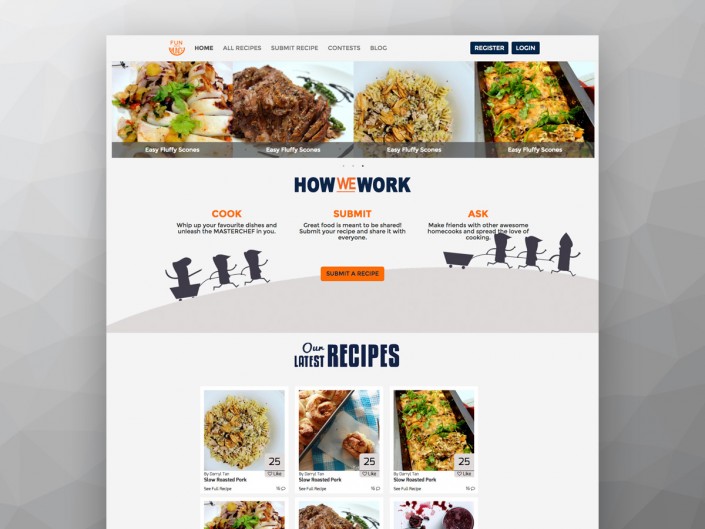 FUN
HOME
ALL RECIPES
SUBMIT RECIPE
CONTESTS
BLOG
REGISTER
LOGIN
Easy Fluffy Scones
Easy Fluffy Scones
Easy Fluffy Scones
Easy Fluffy Scones
HOW WE WORK
COOK
Whip up your favourite dishes and
unleash the MASTERCHEF in you.
SUBMIT
Great food is meant to be shared!
Submit your recipe and share it with
everyone.
ASK
Make friends with other awesome
homecooks and spread the love of
cooking.
SUBMIT A RECIPE
Our
LATEST RECIPES
25
Like
By Darryl Tan
Slow Roasted Pork
See Full Recipe
25
Like
By Darryl Tan
Slow Roasted Pork
See Full Recipe
25
Like
By Darryl Tan
Slow Roasted Pork
See Full Recipe